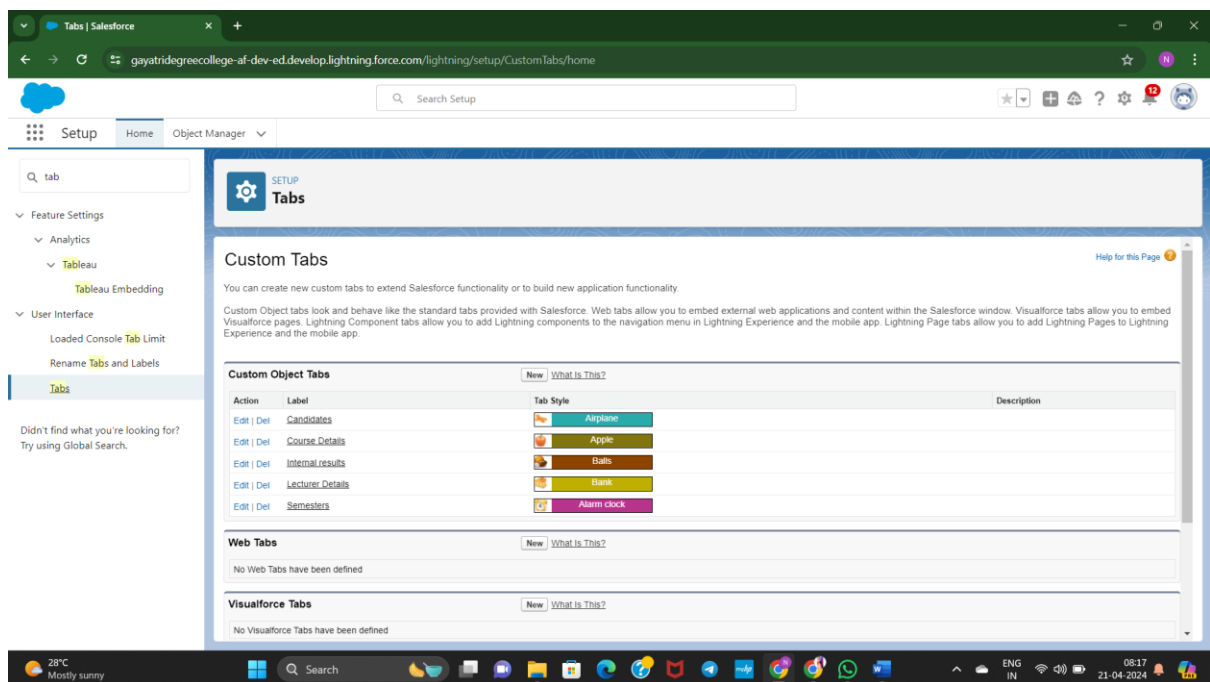 Tabs | Salesforce
gayatridegreecollege-af-dev-ed.develop.lightning.force.com/lightning/setup/CustomTabs/home
N
Search Setup
12
Setup
Home
Object Manager
tab
Feature Settings
Analytics
Tableau
Tableau Embedding
User Interface
Loaded Console Tab Limit
Rename Tabs and Labels
Tabs
Didn't find what you're looking for?
Try using Global Search.
SETUP
Tabs
Custom Tabs
Help for this Page
You can create new custom tabs to extend Salesforce functionality or to build new application functionality.
Custom Object tabs look and behave like the standard tabs provided with Salesforce. Web tabs allow you to embed external web applications and content within the Salesforce window. Visualforce tabs allow you to embed
Visualforce pages. Lightning Component tabs allow you to add Lightning components to the navigation menu in Lightning Experience and the mobile app. Lightning Page tabs allow you to add Lightning Pages to Lightning
Experience and the mobile app.
Custom Object Tabs New What Is This?
Action Label Tab Style Description
Edit | Del Candidates Airplane
Edit | Del Course Details Apple
Edit | Del Internal results Balls
Edit | Del Lecturer Details Bank
Edit | Del Semesters Alarm clock
Web Tabs New What Is This?
No Web Tabs have been defined
Visualforce Tabs New What Is This?
No Visualforce Tabs have been defined
28°C
Mostly sunny
Search
ENG
IN
08:17
21-04-2024